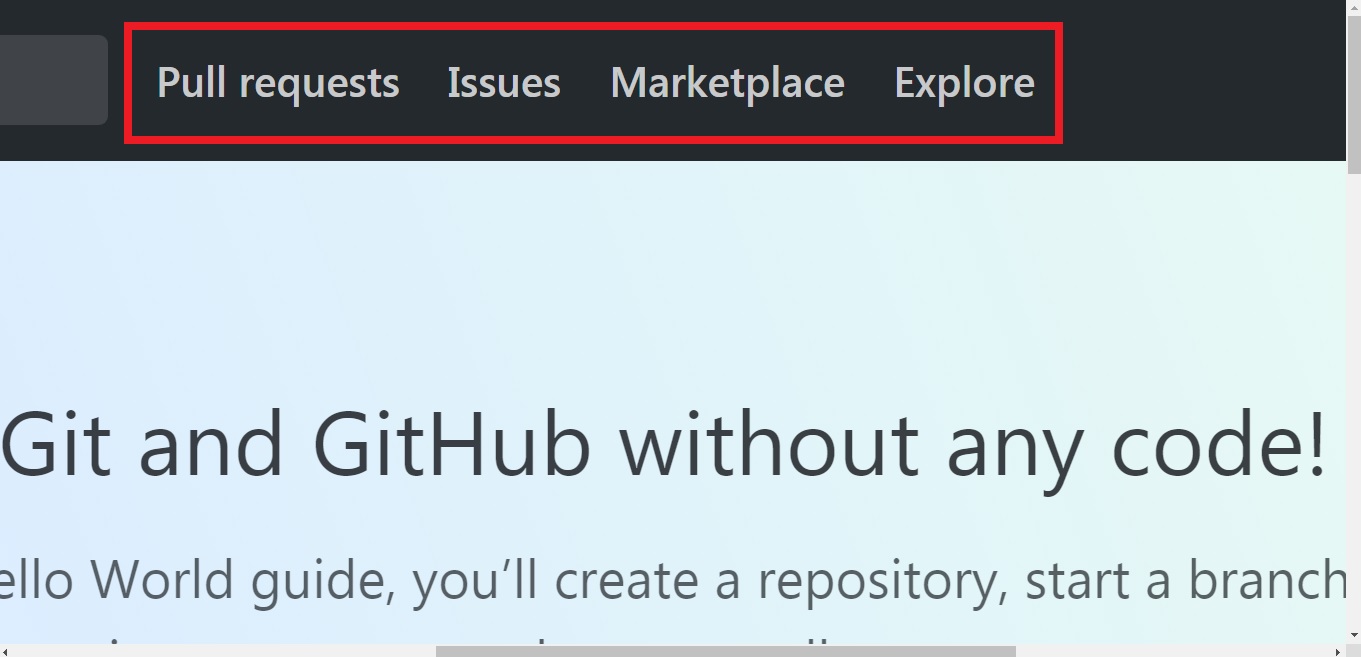 Pull requests Issues Marketplace Explore
Git and GitHub without any code!
ello World guide, you’ll create a repository, start a branch